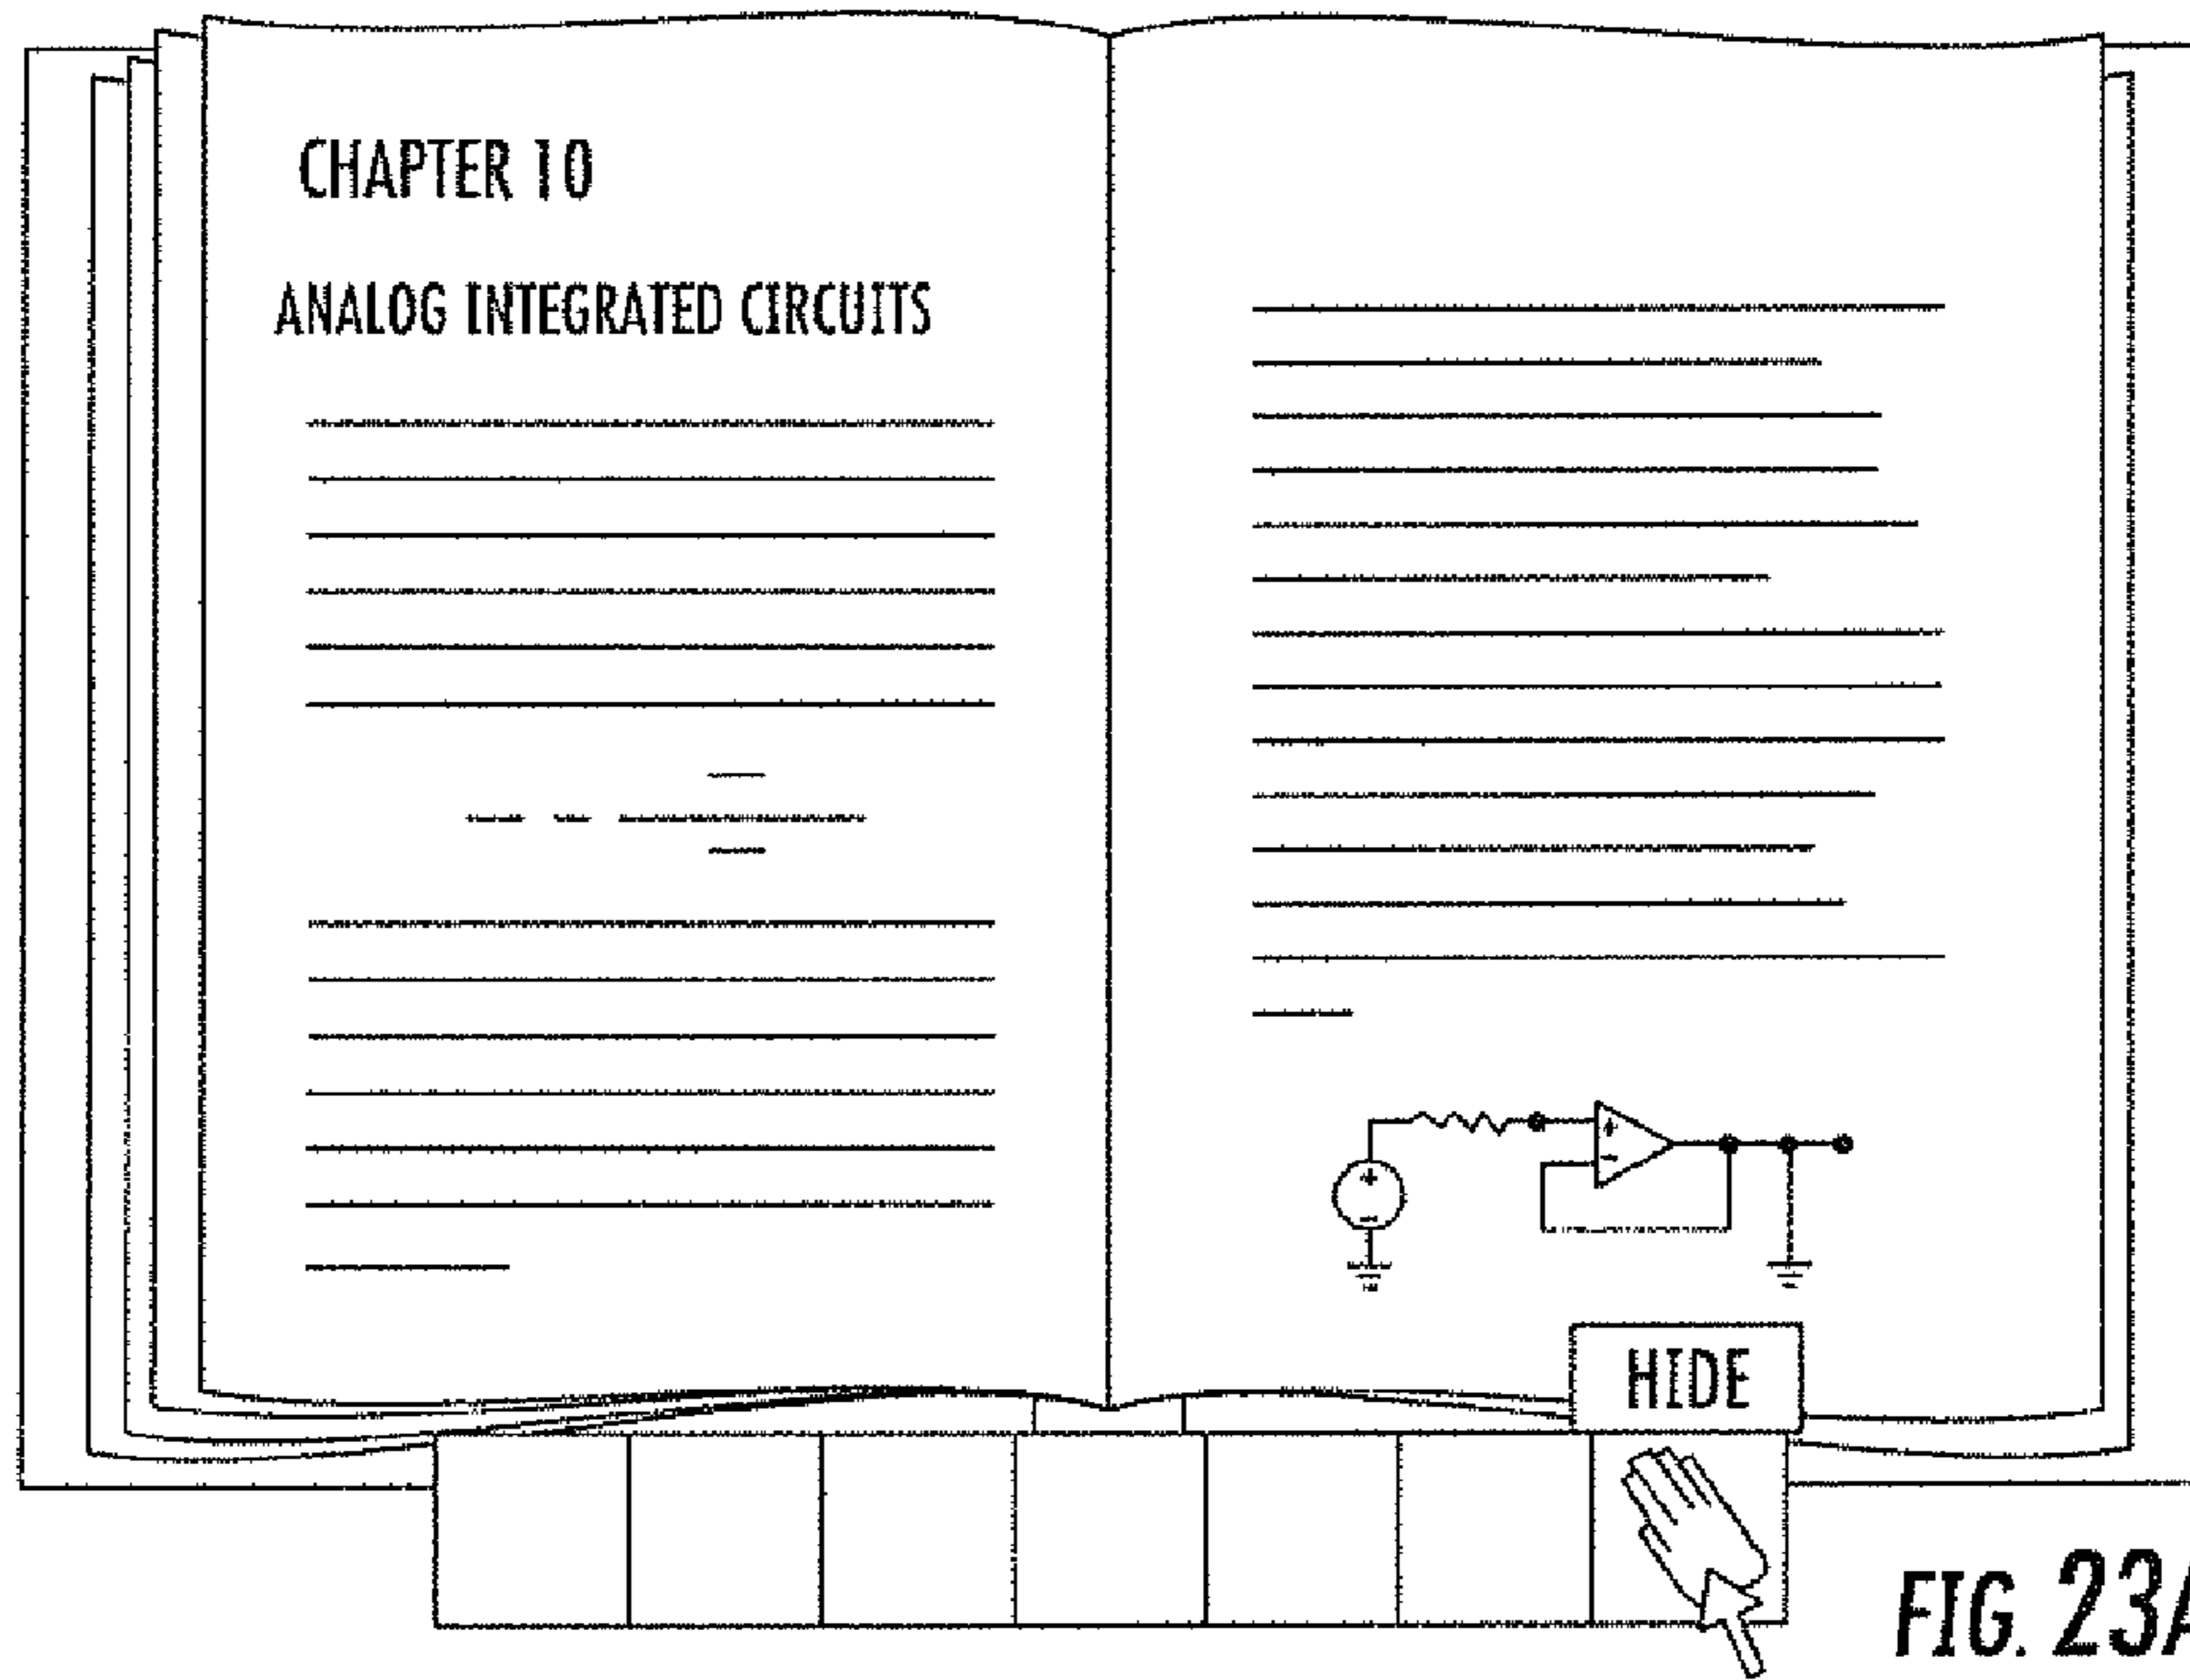 CHAPTER 10
ANALOG INTEGRATED CIRCUITS
+
-
+
-
HIDE
FIG. 23A